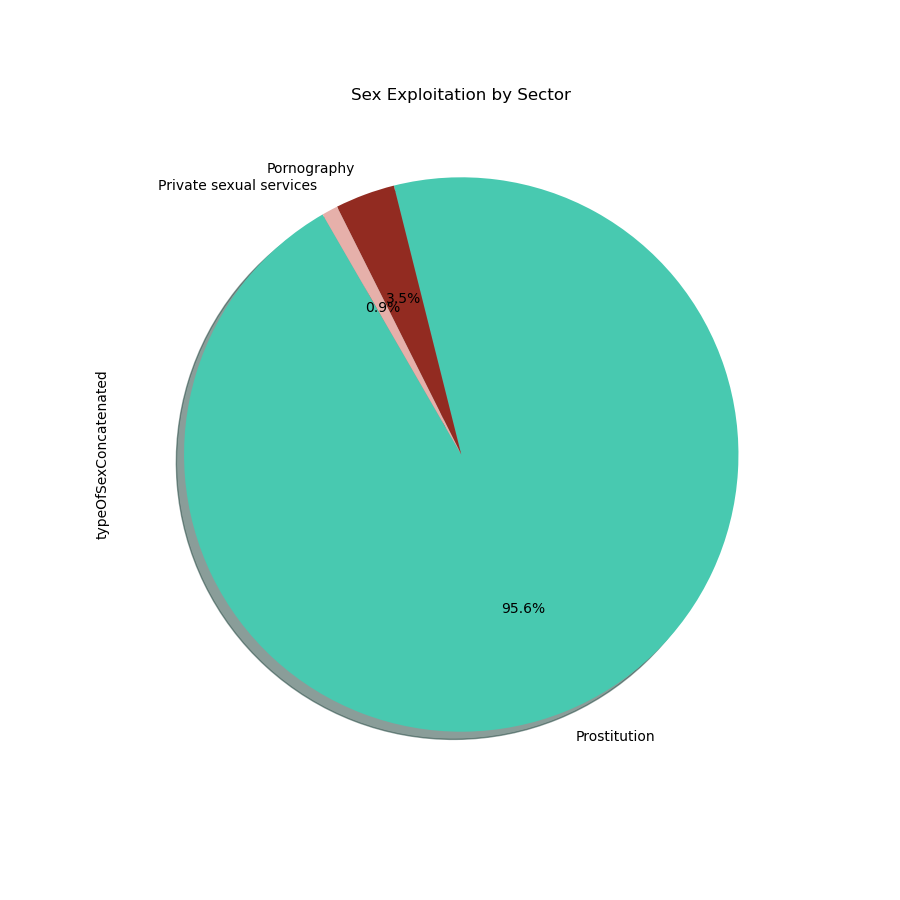 Sex Exploitation by Sector
Pornography
Private sexual services
3.5%
0.9%
typeOfSexConcatenated
95.6%
Prostitution